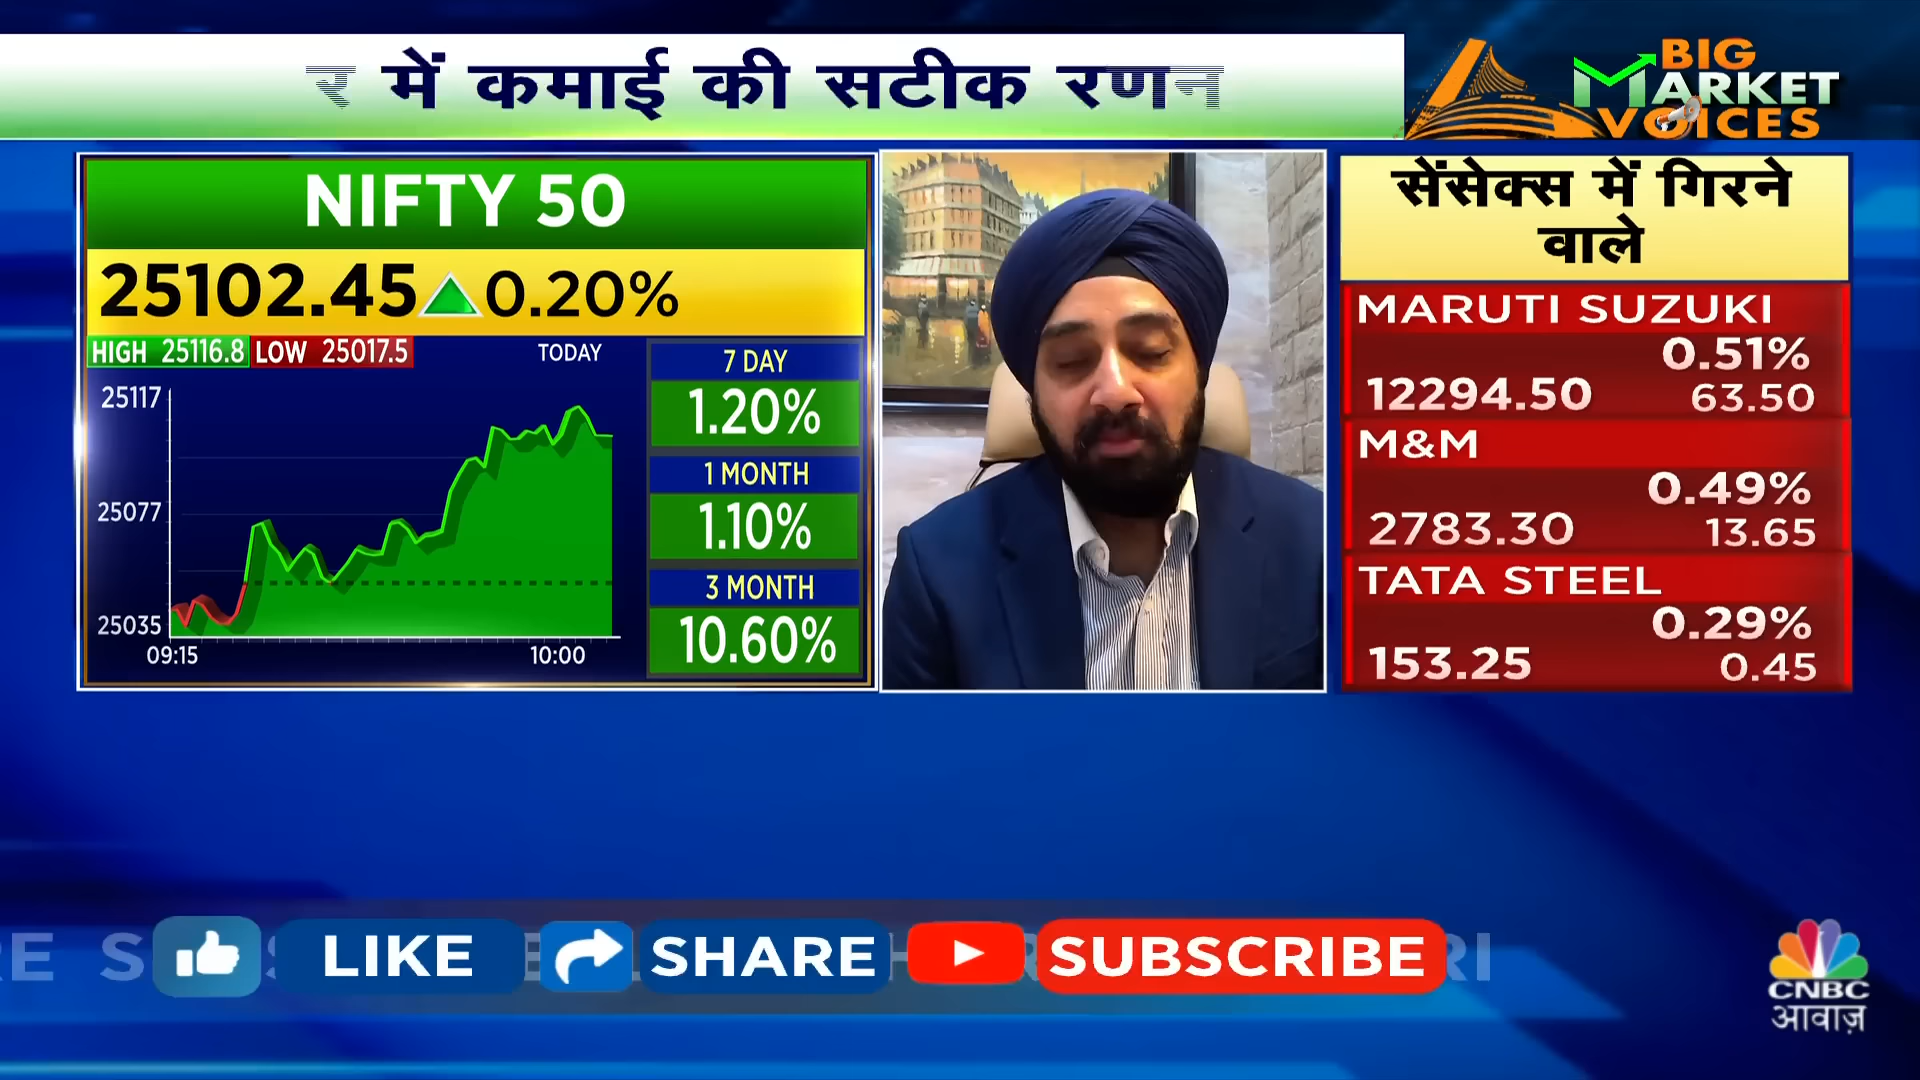 में कमाई की सटीक
BIG
MARKET
VOICES
NIFTY 50
25102.45 0.20%
HIGH 25116.8 LOW 25017.5
TODAY
25117
25077
25035
09:15
10:00
7 DAY
1.20%
1 MONTH
1.10%
3 MONTH
10.60%
सेंसेक्स में गिरने
वाले
MARUTI SUZUKI
0.51%
12294.50 63.50
M&M
0.49%
2783.30 13.65
TATA STEEL
0.29%
153.25 0.45
LIKE SHARE SUBSCRIBE
CNBC
आवाज़